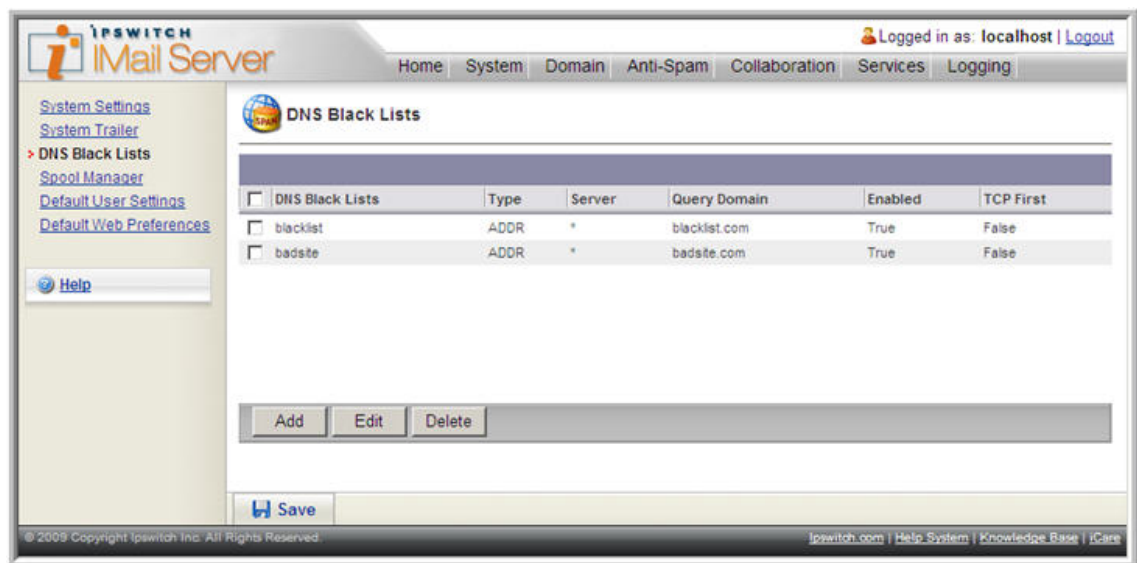 IPSWITCH
IMail Server
Logged in as: localhost | Logout
Home System Domain Anti-Spam Collaboration Services Logging
System Settings
System Trailer
DNS Black Lists
Spool Manager
Default User Settings
Default Web Preferences
Help
SPAM
DNS Black Lists
DNS Black Lists Type Server Query Domain Enabled TCP First
blacklist ADDR * blacklist.com True False
badsite ADDR * badsite.com True False
Add Edit Delete
Save
© 2009 Copyright Ipswitch Inc. All Rights Reserved.
Ipswitch.com | Help System | Knowledge Base | iCare